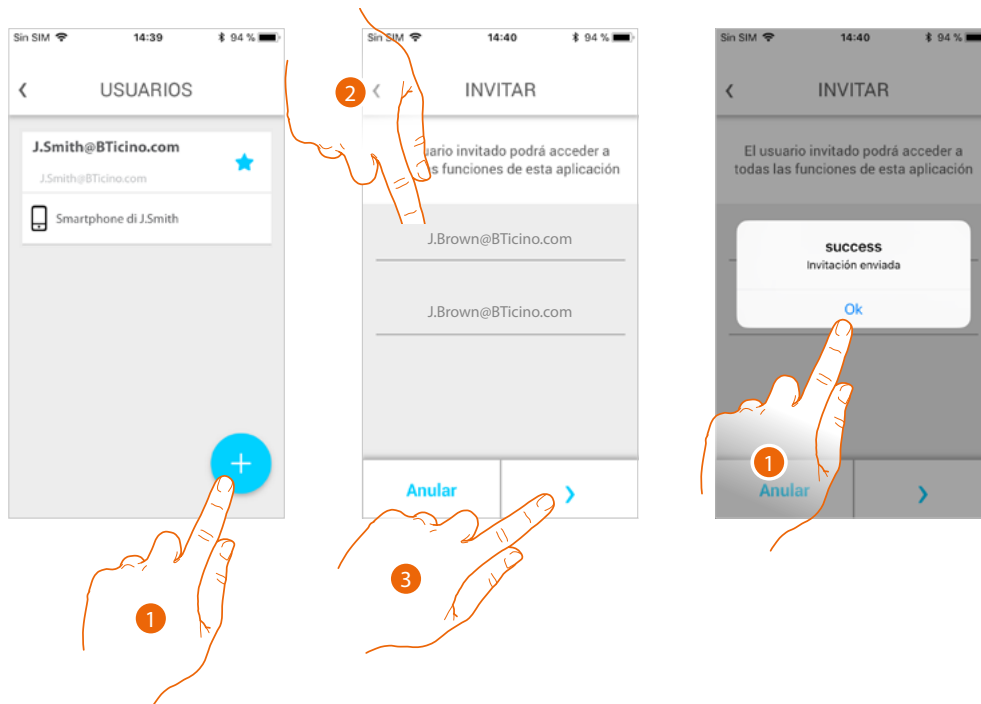 Sin SIM 14:39 94 %
USUARIOS
J.Smith@BTicino.com
J.Smith@BTicino.com
Smartphone di J.Smith
+
1
Sin SIM 14:40 94 %
2
INVITAR
uario invitado podrá acceder a
s funciones de esta aplicación
J.Brown@BTicino.com
J.Brown@BTicino.com
Anular
3
Sin SIM 14:40 94 %
INVITAR
El usuario invitado podrá acceder a
todas las funciones de esta aplicación
success
Invitación enviada
Ok
1
Anular